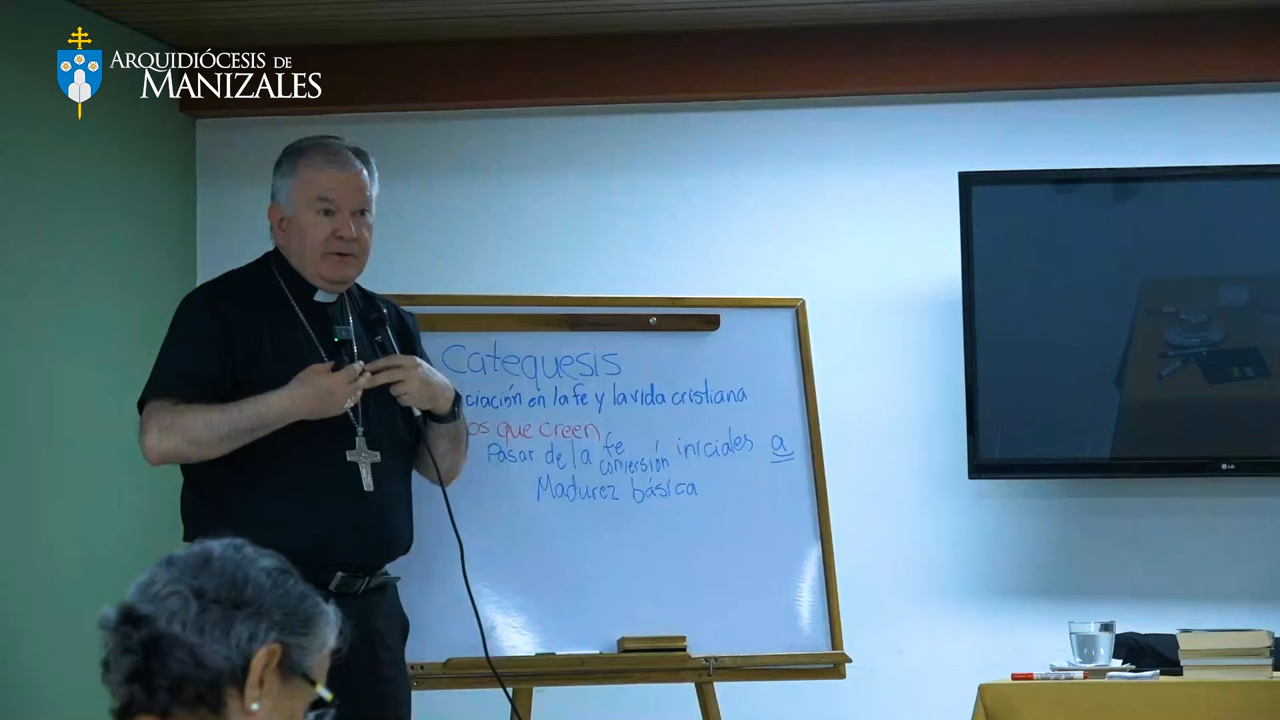 ARQUIDIÓCESIS DE
MANIZALES
Catequesis
ciación en la fe y la vida cristiana
os que creen
Pasar de la fe iniciales a
conversión
Madurez básica
LG